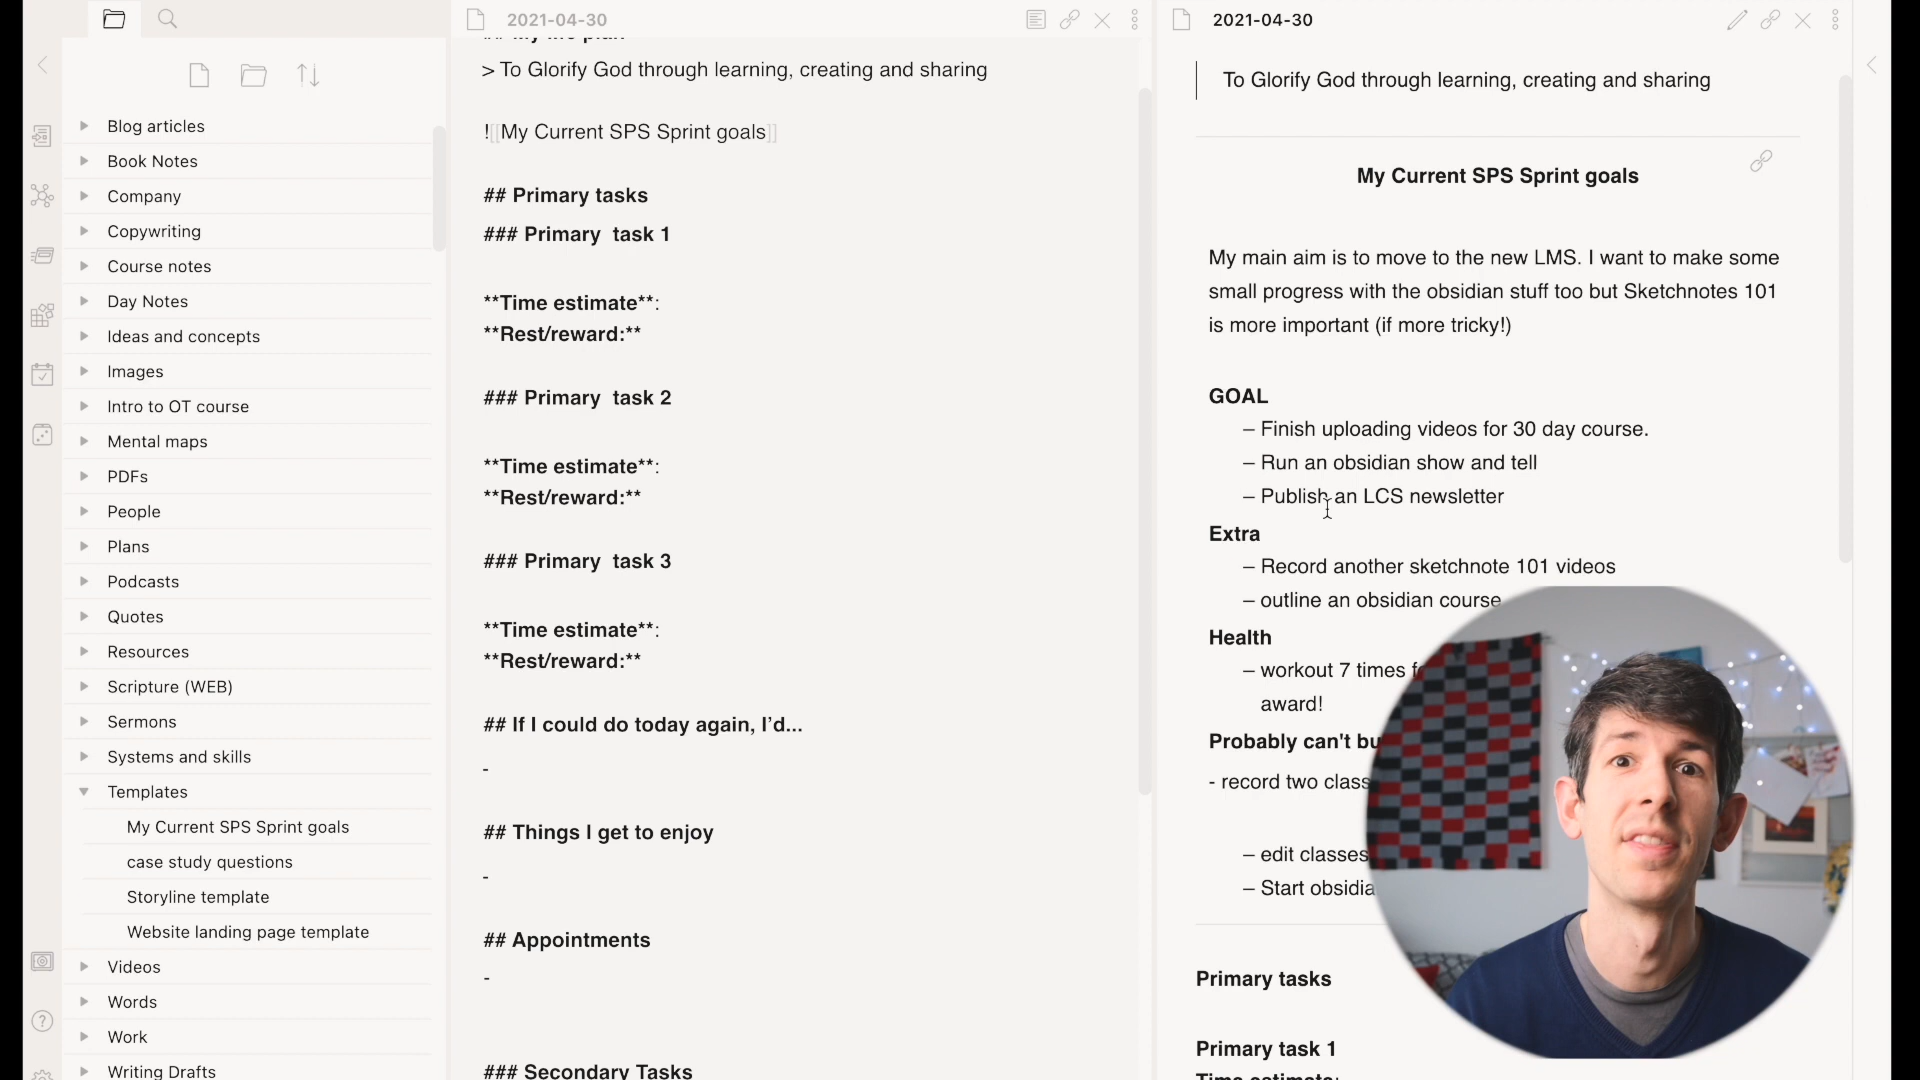 Blog articles
Book Notes
Company
Copywriting
Course notes
Day Notes
Ideas and concepts
Images
Intro to OT course
Mental maps
PDFs
People
Plans
Podcasts
Quotes
Resources
Scripture (WEB)
Sermons
Systems and skills
Templates
My Current SPS Sprint goals
case study questions
Storyline template
Website landing page template
Videos
Words
Work
Writing Drafts
2021-04-30
## My life plan
> To Glorify God through learning, creating and sharing
![[My Current SPS Sprint goals]]
## Primary tasks
### Primary  task 1
**Time estimate**:
**Rest/reward:**
### Primary  task 2
**Time estimate**:
**Rest/reward:**
### Primary  task 3
**Time estimate**:
**Rest/reward:**
## If I could do today again, I’d...
-
## Things I get to enjoy
-
## Appointments
-
### Secondary Tasks
2021-04-30
To Glorify God through learning, creating and sharing
My Current SPS Sprint goals
My main aim is to move to the new LMS. I want to make some
small progress with the obsidian stuff too but Sketchnotes 101
is more important (if more tricky!)
GOAL
– Finish uploading videos for 30 day course.
– Run an obsidian show and tell
– Publish an LCS newsletter
Extra
– Record another sketchnote 101 videos
– outline an obsidian course
Health
– workout 7 times
award!
Probably can't
- record two
– edit classes
– Start
Primary tasks
Primary task 1
Time estimate: